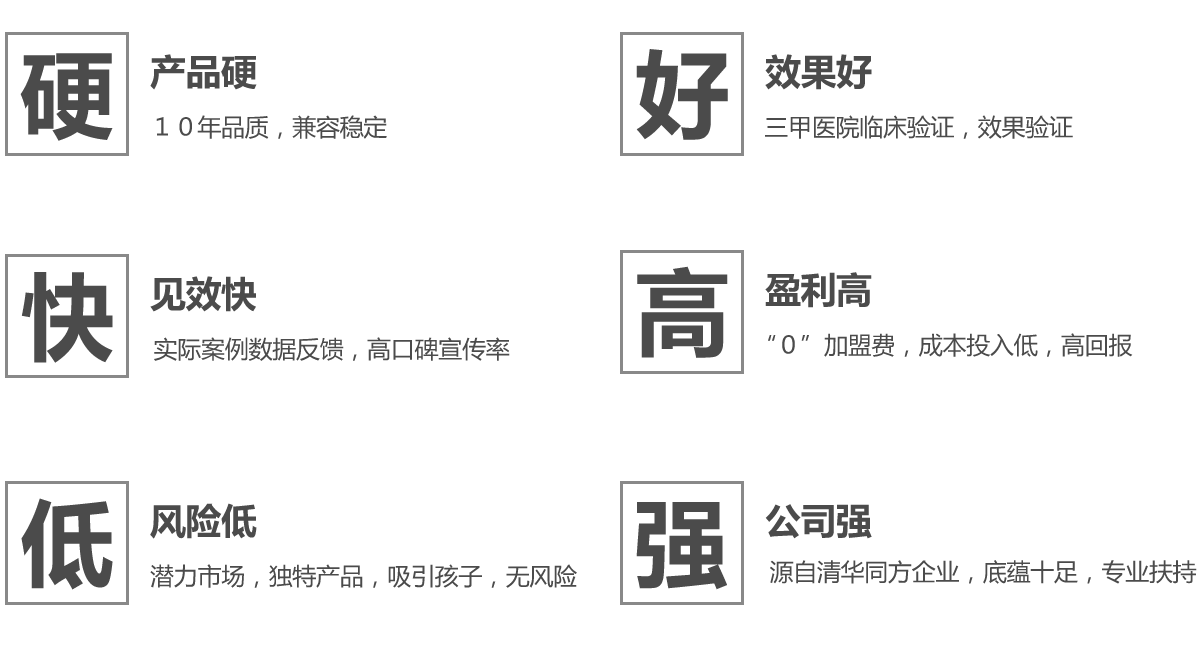 硬
产品硬
１０年品质，兼容稳定
好
效果好
三甲医院临床验证，效果验证
快
见效快
实际案例数据反馈，高口碑宣传率
高
盈利高
“０”加盟费，成本投入低，高回报
低
风险低
潜力市场，独特产品，吸引孩子，无风险
强
公司强
源自清华同方企业，底蕴十足，专业扶持